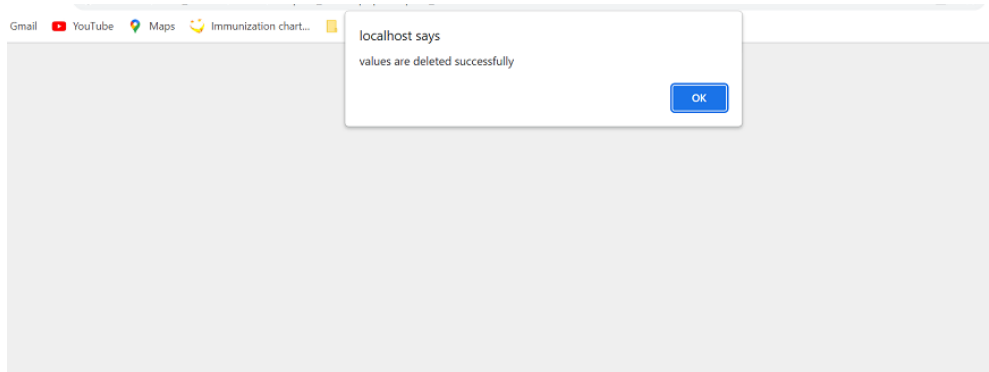 Gmail YouTube Maps Immunization chart...
localhost says
values are deleted successfully
OK